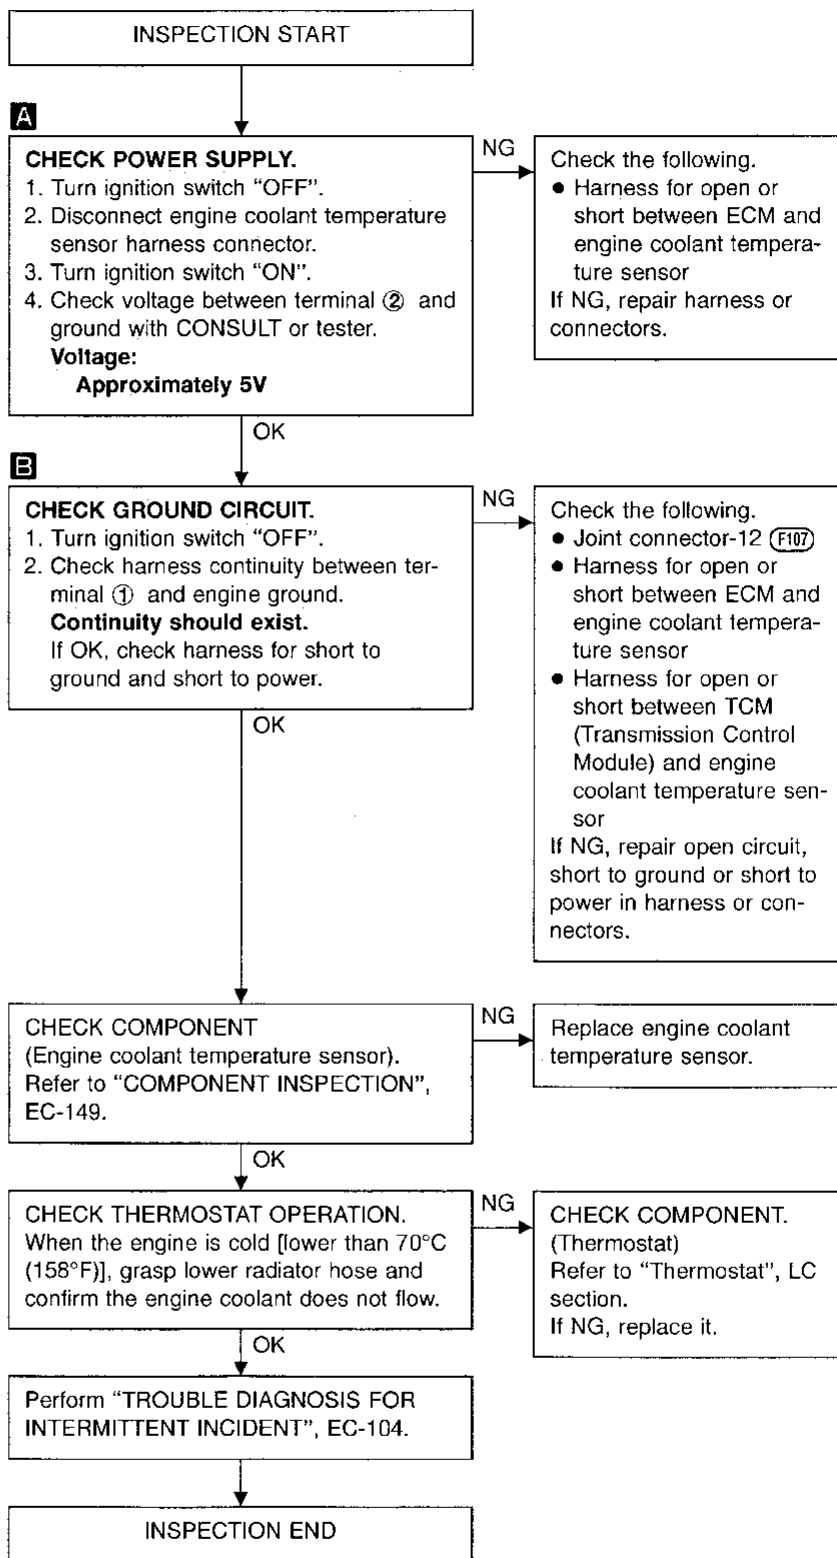 INSPECTION START
A
CHECK POWER SUPPLY.
1. Turn ignition switch “OFF”.
2. Disconnect engine coolant temperature
sensor harness connector.
3. Turn ignition switch “ON”.
4. Check voltage between terminal ② and
ground with CONSULT or tester.
Voltage:
Approximately 5V
NG
Check the following.
● Harness for open or
short between ECM and
engine coolant tempera-
ture sensor
If NG, repair harness or
connectors.
OK
B
CHECK GROUND CIRCUIT.
1. Turn ignition switch “OFF”.
2. Check harness continuity between ter-
minal ① and engine ground.
Continuity should exist.
If OK, check harness for short to
ground and short to power.
NG
Check the following.
● Joint connector-12 (F107)
● Harness for open or
short between ECM and
engine coolant tempera-
ture sensor
● Harness for open or
short between TCM
(Transmission Control
Module) and engine
coolant temperature sen-
sor
If NG, repair open circuit,
short to ground or short to
power in harness or con-
nectors.
OK
CHECK COMPONENT
(Engine coolant temperature sensor).
Refer to “COMPONENT INSPECTION”,
EC-149.
NG
Replace engine coolant
temperature sensor.
OK
CHECK THERMOSTAT OPERATION.
When the engine is cold [lower than 70°C
(158°F)], grasp lower radiator hose and
confirm the engine coolant does not flow.
NG
CHECK COMPONENT.
(Thermostat)
Refer to “Thermostat”, LC
section.
If NG, replace it.
OK
Perform “TROUBLE DIAGNOSIS FOR
INTERMITTENT INCIDENT”, EC-104.
INSPECTION END